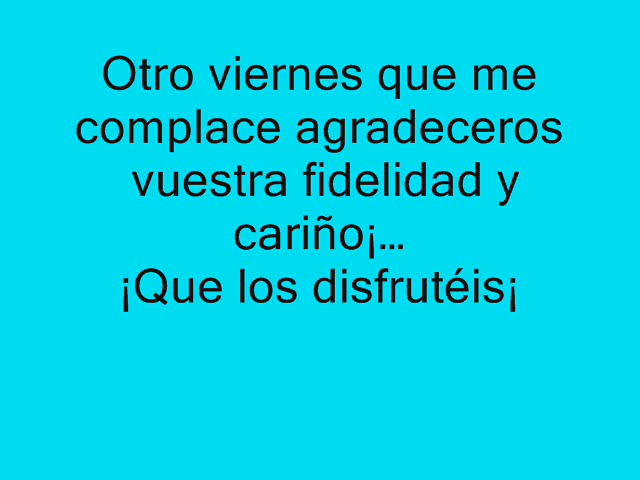 Otro viernes que me
complace agradeceros
vuestra fidelidad y
cariño¡...
¡Que los disfrutéis¡